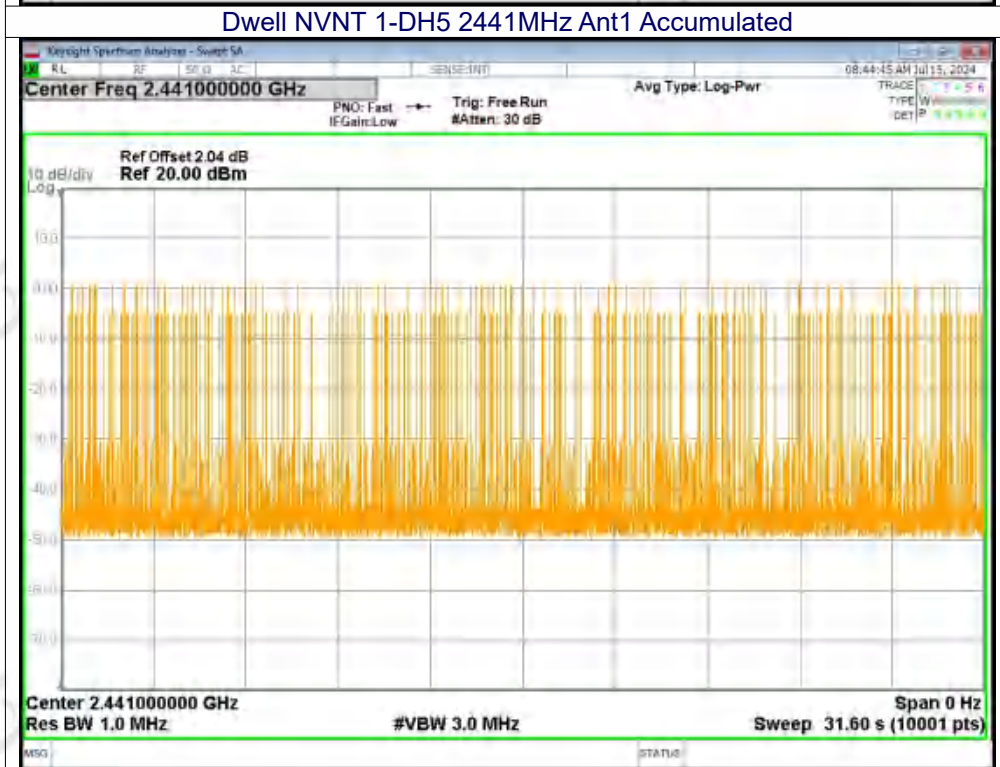 Dwell NVNT 1-DH5 2441MHz Ant1 Accumulated
Keysight Spectrum Analyzer - Swept SA
RL RF 50 Ω AC SENSE:INT 08:44:45 AM Jul 15, 2024
Center Freq 2.441000000 GHz
PNO: Fast
IFGain:Low
Trig: Free Run
#Atten: 30 dB
Avg Type: Log-Pwr
TRACE
TYPE W
DET P
Ref Offset 2.04 dB
10 dB/div Ref 20.00 dBm
Log
10.0
0.00
-10.0
-20.0
-30.0
-40.0
-50.0
-60.0
-70.0
Center 2.441000000 GHz Span 0 Hz
Res BW 1.0 MHz #VBW 3.0 MHz Sweep 31.60 s (10001 pts)
MSG STATUS